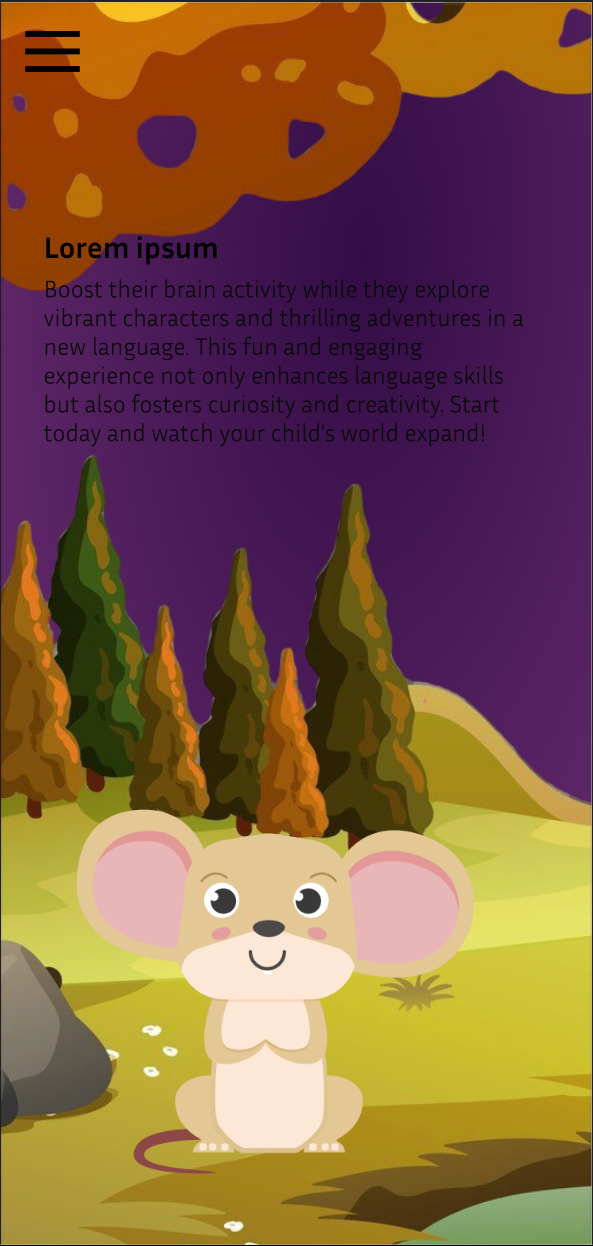 Lorem ipsum
Boost their brain activity while they explore
vibrant characters and thrilling adventures in a
new language. This fun and engaging
experience not only enhances language skills
but also fosters curiosity and creativity. Start
today and watch your child's world expand!